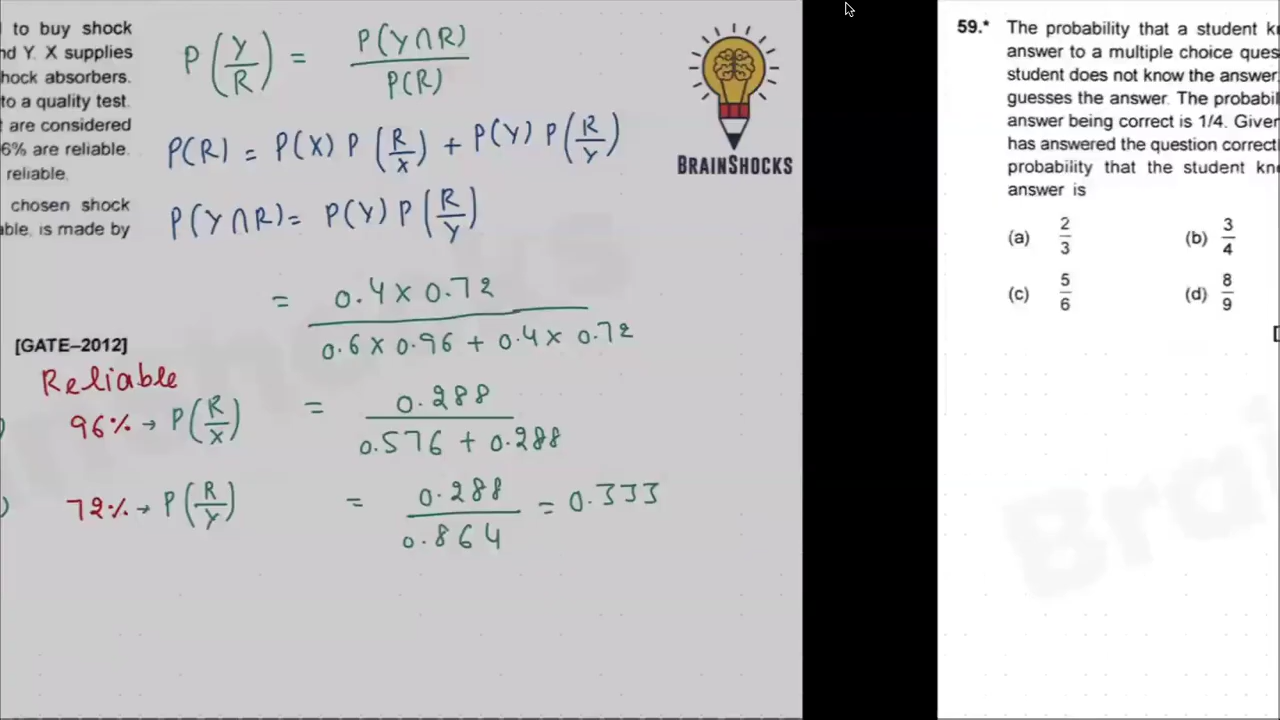 to buy shock
nd Y. X supplies
hock absorbers.
to a quality test.
are considered
6% are reliable.
reliable.
chosen shock
able, is made by
[GATE–2012]
P(Y/R) = P(Y∩R)/P(R)
P(R) = P(X) P(R/X) + P(Y) P(R/Y)
P(Y∩R) = P(Y) P(R/Y)
= 0.4 x 0.72 / 0.6 x 0.96 + 0.4 x 0.72
Reliable
96% → P(R/X)
= 0.288 / 0.576 + 0.288
72% → P(R/Y)
= 0.288 / 0.864 = 0.333
BRAINSHOCKS
59.* The probability that a student k
answer to a multiple choice ques
student does not know the answer
guesses the answer. The probabil
answer being correct is 1/4. Given
has answered the question correctl
probability that the student kn
answer is
(a) 2/3 (b) 3/4
(c) 5/6 (d) 8/9
[
Brai